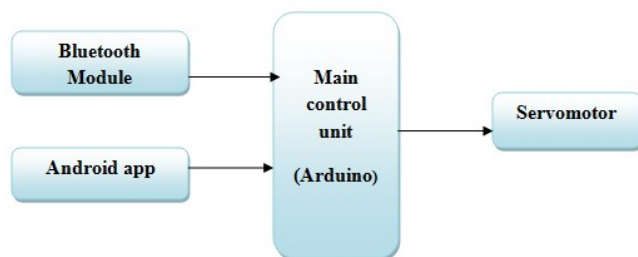 Bluetooth
Module
Android app
Main
control
unit
(Arduino)
Servomotor